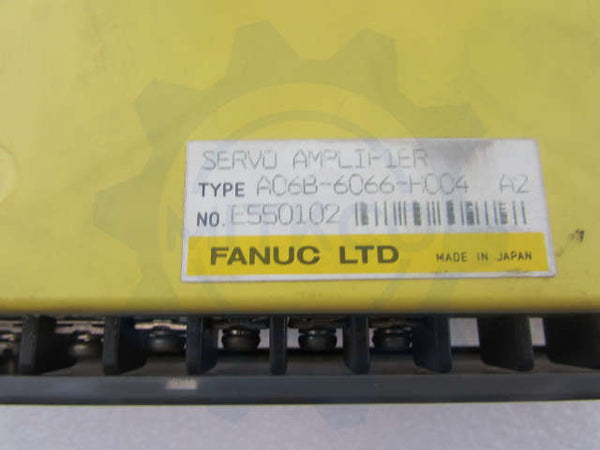 SERVO AMPLIFIER
TYPE A06B-6066-H004 A2
NO. E550102
FANUC LTD MADE IN JAPAN